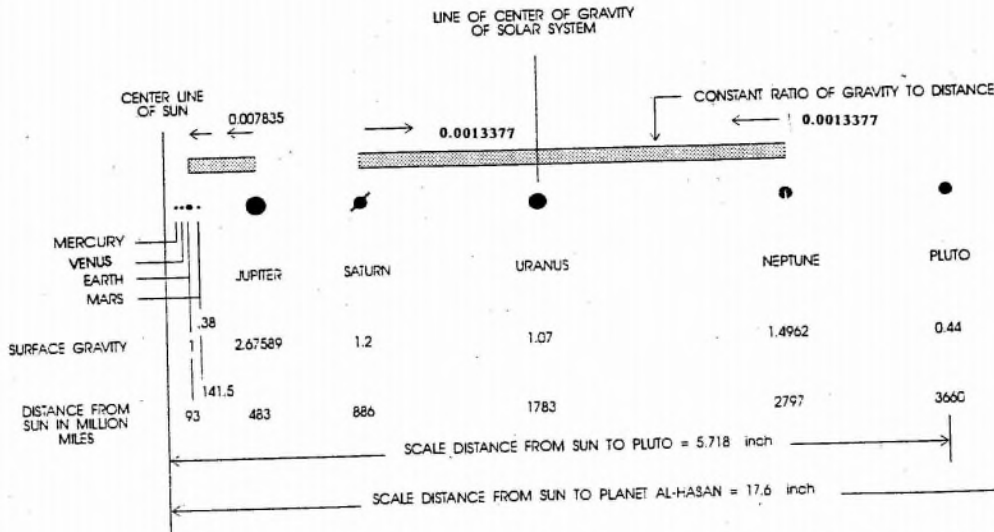 LINE OF CENTER OF GRAVITY
OF SOLAR SYSTEM
CENTER LINE
OF SUN
CONSTANT RATIO OF GRAVITY TO DISTANCE
0.007835
0.0013377
0.0013377
MERCURY
VENUS
EARTH
MARS
JUPITER
SATURN
URANUS
NEPTUNE
PLUTO
SURFACE GRAVITY
1
.38
2.67589
1.2
1.07
1.4962
0.44
DISTANCE FROM
SUN IN MILLION
MILES
93
141.5
483
886
1783
2797
3660
SCALE DISTANCE FROM SUN TO PLUTO = 5.718 inch
SCALE DISTANCE FROM SUN TO PLANET AL-HASAN = 17.6 inch